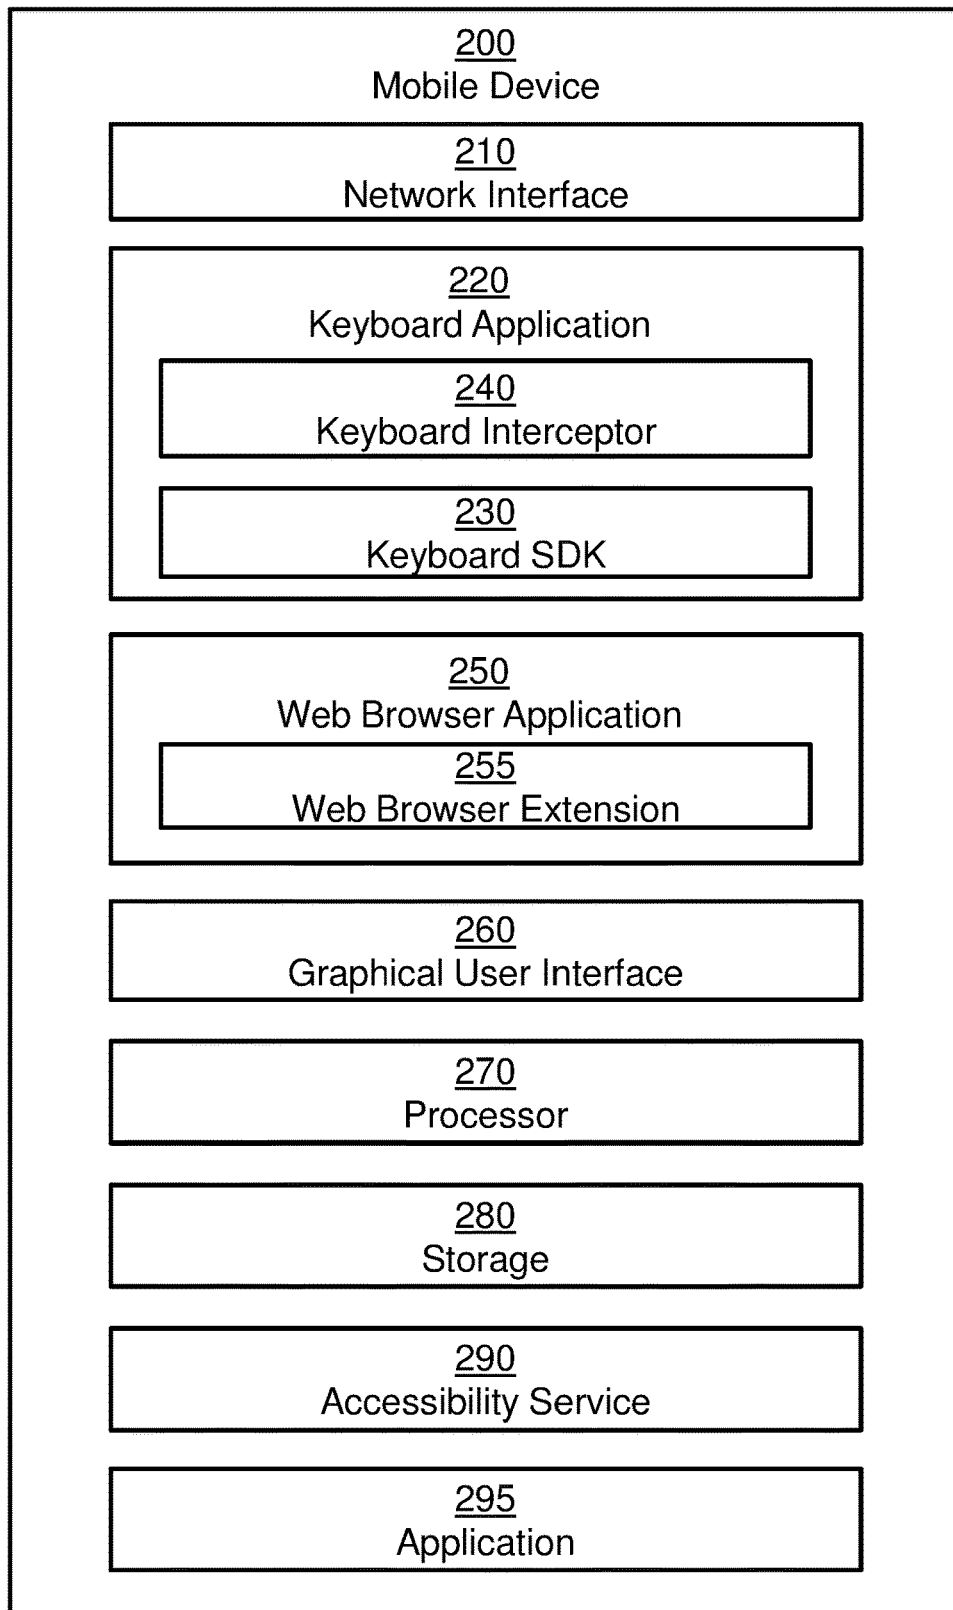 200
Mobile Device
210
Network Interface
220
Keyboard Application
240
Keyboard Interceptor
230
Keyboard SDK
250
Web Browser Application
255
Web Browser Extension
260
Graphical User Interface
270
Processor
280
Storage
290
Accessibility Service
295
Application